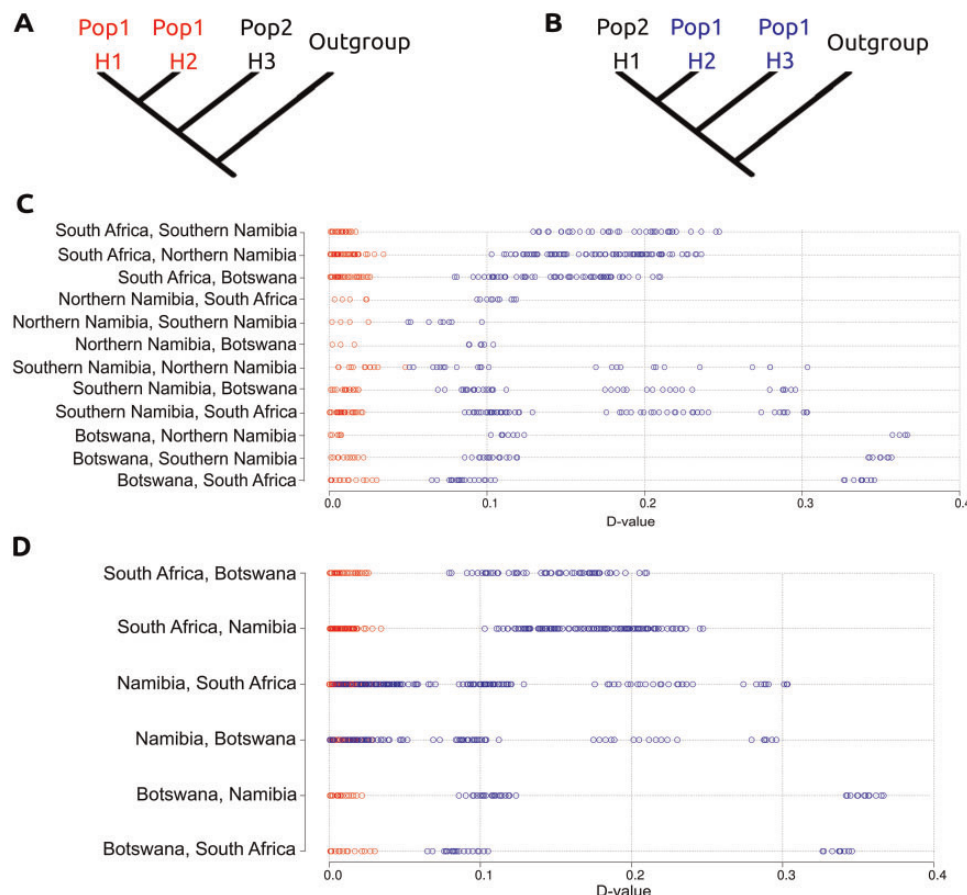 A
Pop1 Pop1 Pop2 Outgroup
H1 H2 H3
B
Pop2 Pop1 Pop1 Outgroup
H1 H2 H3
C
South Africa, Southern Namibia
South Africa, Northern Namibia
South Africa, Botswana
Northern Namibia, South Africa
Northern Namibia, Southern Namibia
Northern Namibia, Botswana
Southern Namibia, Northern Namibia
Southern Namibia, Botswana
Southern Namibia, South Africa
Botswana, Northern Namibia
Botswana, Southern Namibia
Botswana, South Africa
0.0 0.1 0.2 0.3 0.4
D-value
D
South Africa, Botswana
South Africa, Namibia
Namibia, South Africa
Namibia, Botswana
Botswana, Namibia
Botswana, South Africa
0.0 0.1 0.2 0.3 0.4
D-value